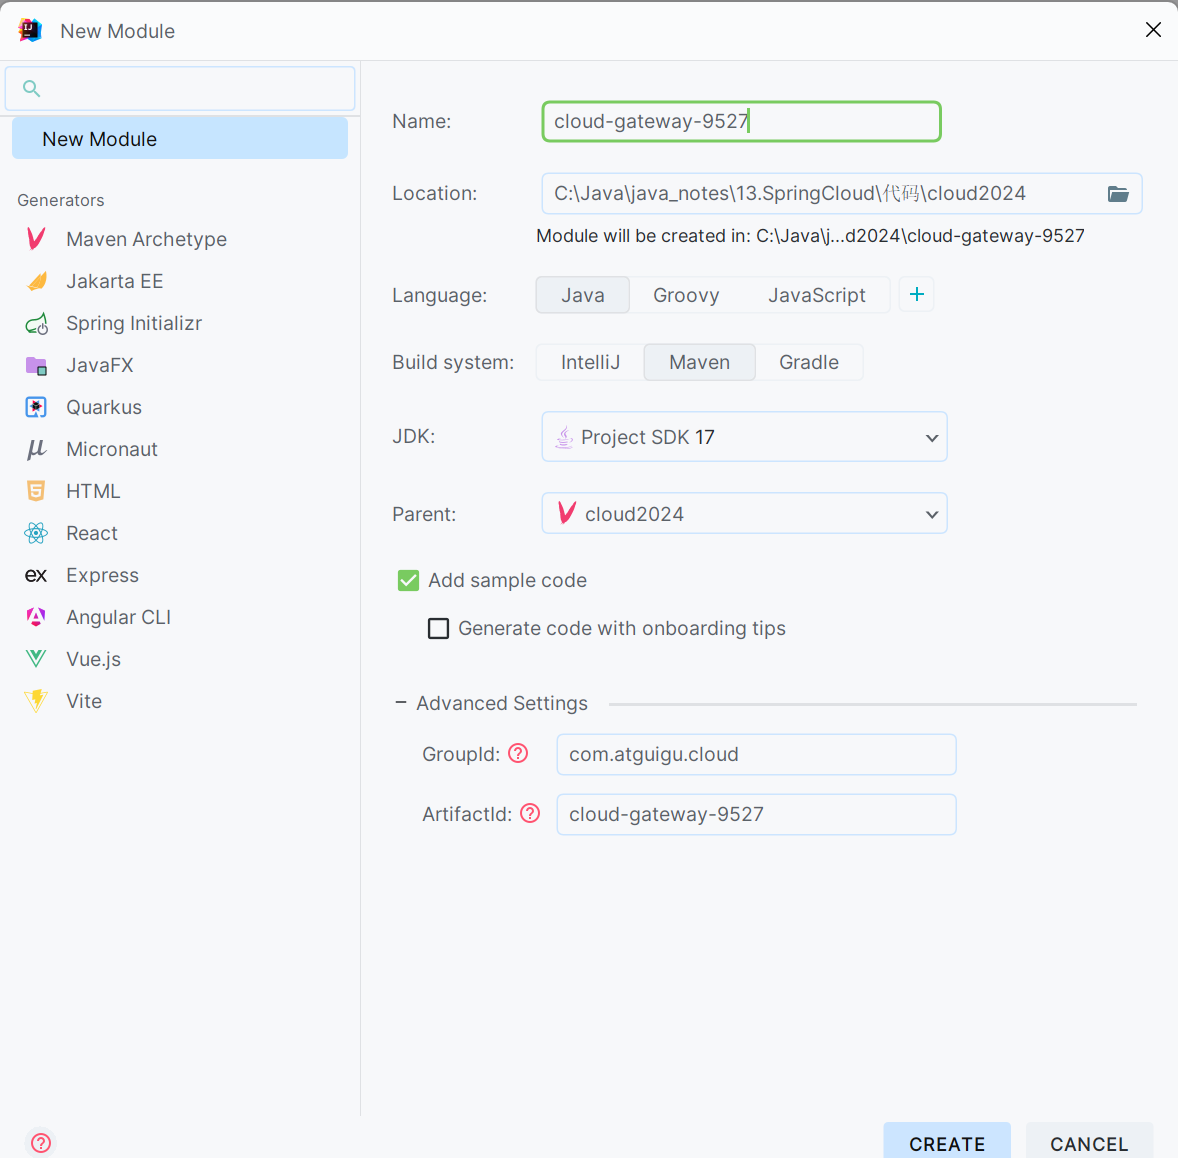 New Module
New Module
Generators
Maven Archetype
Jakarta EE
Spring Initializr
JavaFX
Quarkus
Micronaut
HTML
React
Express
Angular CLI
Vue.js
Vite
Name: cloud-gateway-9527
Location: C:\Java\java_notes\13.SpringCloud\代码\cloud2024
Module will be created in: C:\Java\j...d2024\cloud-gateway-9527
Language: Java Groovy JavaScript +
Build system: IntelliJ Maven Gradle
JDK: Project SDK 17
Parent: cloud2024
Add sample code
Generate code with onboarding tips
Advanced Settings
GroupId: com.atguigu.cloud
ArtifactId: cloud-gateway-9527
CREATE CANCEL